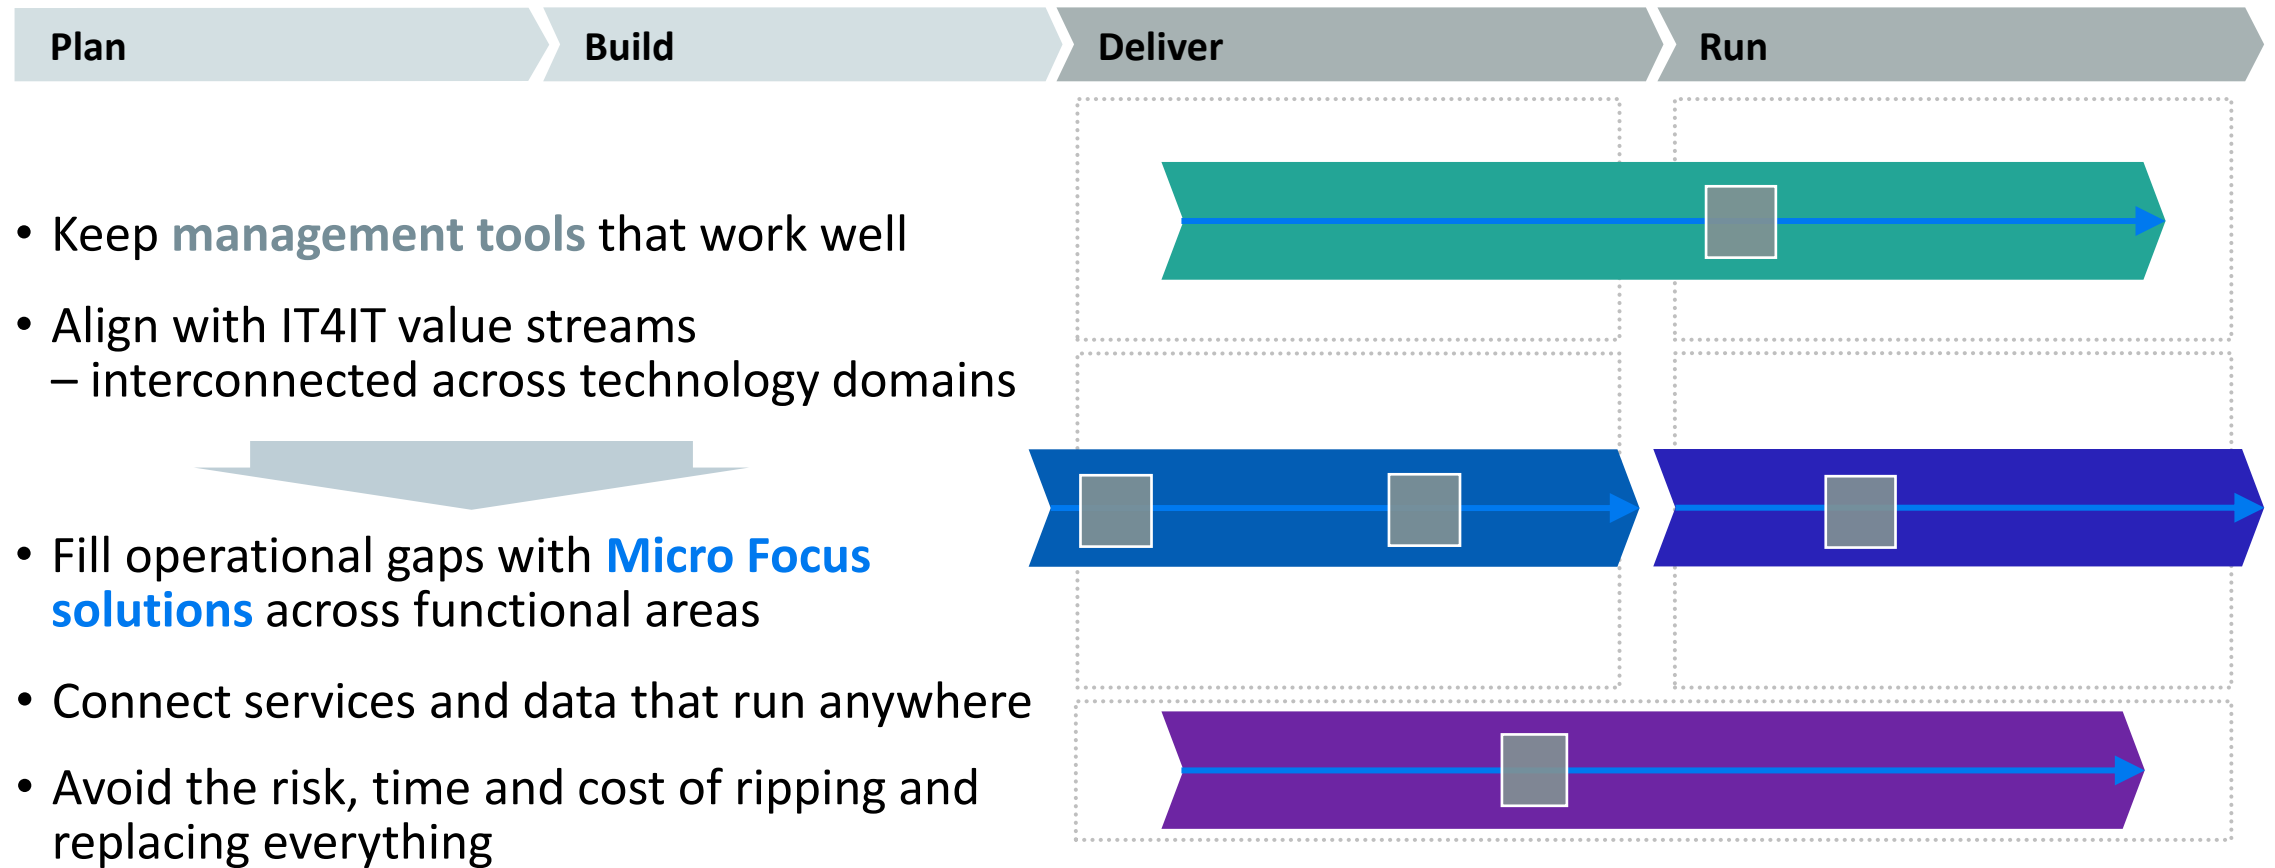 Plan
Build
Deliver
Run
• Keep management tools that work well
• Align with IT4IT value streams
– interconnected across technology domains
• Fill operational gaps with Micro Focus
solutions across functional areas
• Connect services and data that run anywhere
• Avoid the risk, time and cost of ripping and
replacing everything